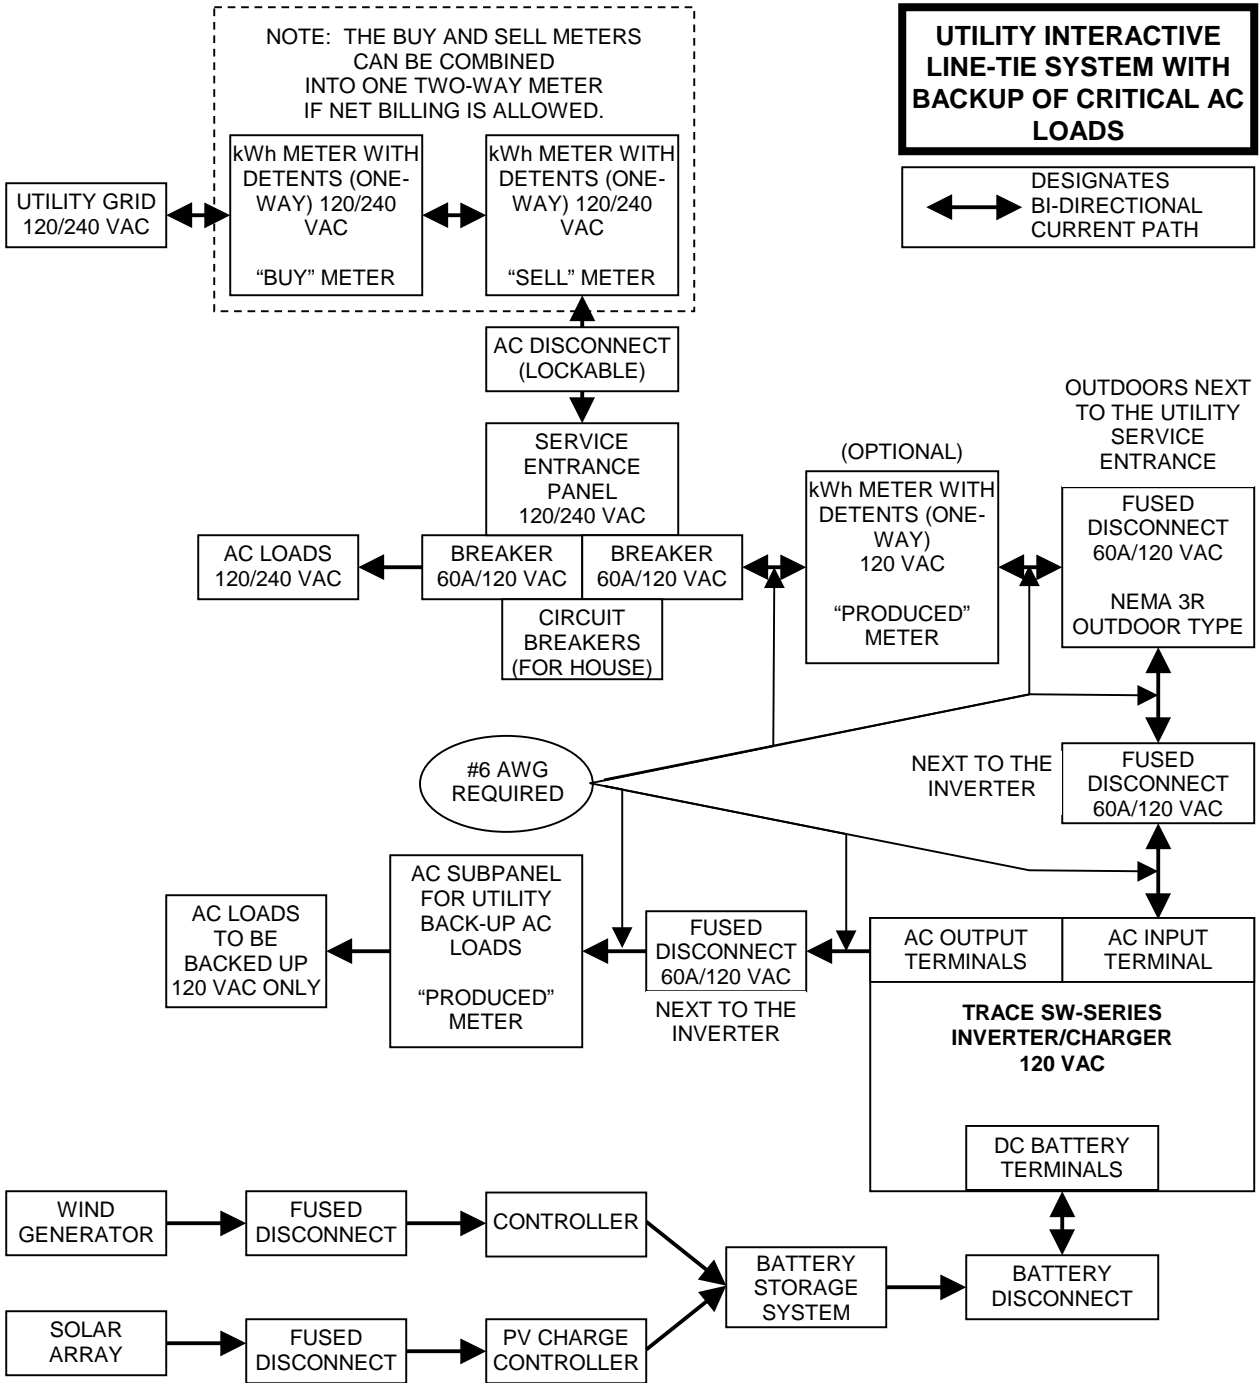 NOTE: THE BUY AND SELL METERS
CAN BE COMBINED
INTO ONE TWO-WAY METER
IF NET BILLING IS ALLOWED.
UTILITY INTERACTIVE
LINE-TIE SYSTEM WITH
BACKUP OF CRITICAL AC
LOADS
DESIGNATES
BI-DIRECTIONAL
CURRENT PATH
UTILITY GRID
120/240 VAC
kWh METER WITH
DETENTS (ONE-
WAY) 120/240
VAC
“BUY” METER
kWh METER WITH
DETENTS (ONE-
WAY) 120/240
VAC
“SELL” METER
AC DISCONNECT
(LOCKABLE)
SERVICE
ENTRANCE
PANEL
120/240 VAC
AC LOADS
120/240 VAC
BREAKER
60A/120 VAC
BREAKER
60A/120 VAC
CIRCUIT
BREAKERS
(FOR HOUSE)
(OPTIONAL)
kWh METER WITH
DETENTS (ONE-
WAY)
120 VAC
“PRODUCED”
METER
OUTDOORS NEXT
TO THE UTILITY
SERVICE
ENTRANCE
FUSED
DISCONNECT
60A/120 VAC
NEMA 3R
OUTDOOR TYPE
#6 AWG
REQUIRED
NEXT TO THE
INVERTER
FUSED
DISCONNECT
60A/120 VAC
AC LOADS
TO BE
BACKED UP
120 VAC ONLY
AC SUBPANEL
FOR UTILITY
BACK-UP AC
LOADS
“PRODUCED”
METER
FUSED
DISCONNECT
60A/120 VAC
NEXT TO THE
INVERTER
AC OUTPUT
TERMINALS
AC INPUT
TERMINAL
TRACE SW-SERIES
INVERTER/CHARGER
120 VAC
DC BATTERY
TERMINALS
WIND
GENERATOR
FUSED
DISCONNECT
CONTROLLER
BATTERY
STORAGE
SYSTEM
BATTERY
DISCONNECT
SOLAR
ARRAY
FUSED
DISCONNECT
PV CHARGE
CONTROLLER